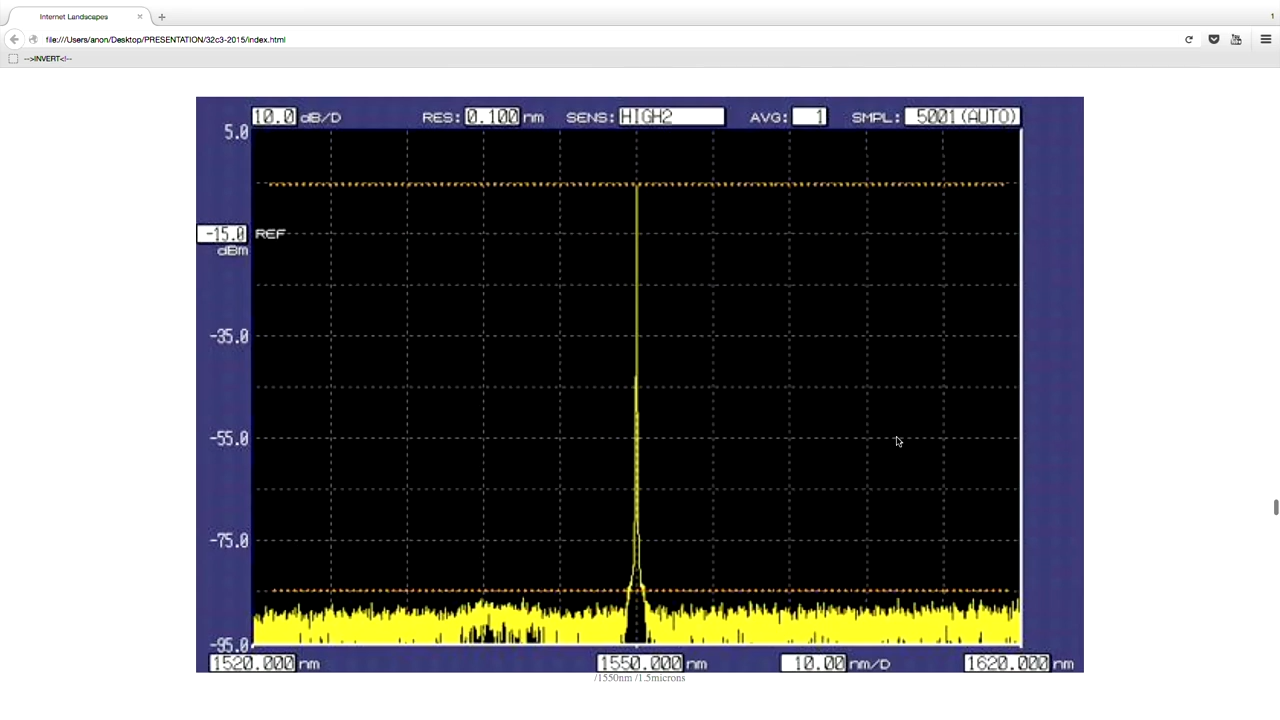 Internet Landscapes
1
file:///Users/anon/Desktop/PRESENTATION/32c3-2015/index.html
-->INVERT<!--
10.0 dB/D RES: 0.100 nm SENS: HIGH2 AVG: 1 SMPL: 5001(AUTO)
5.0
-15.0 REF
dBm
-35.0
-55.0
-75.0
-95.0
1520.000 nm 1550.000 nm 10.00 nm/D 1620.000 nm
/1550nm /1.5microns